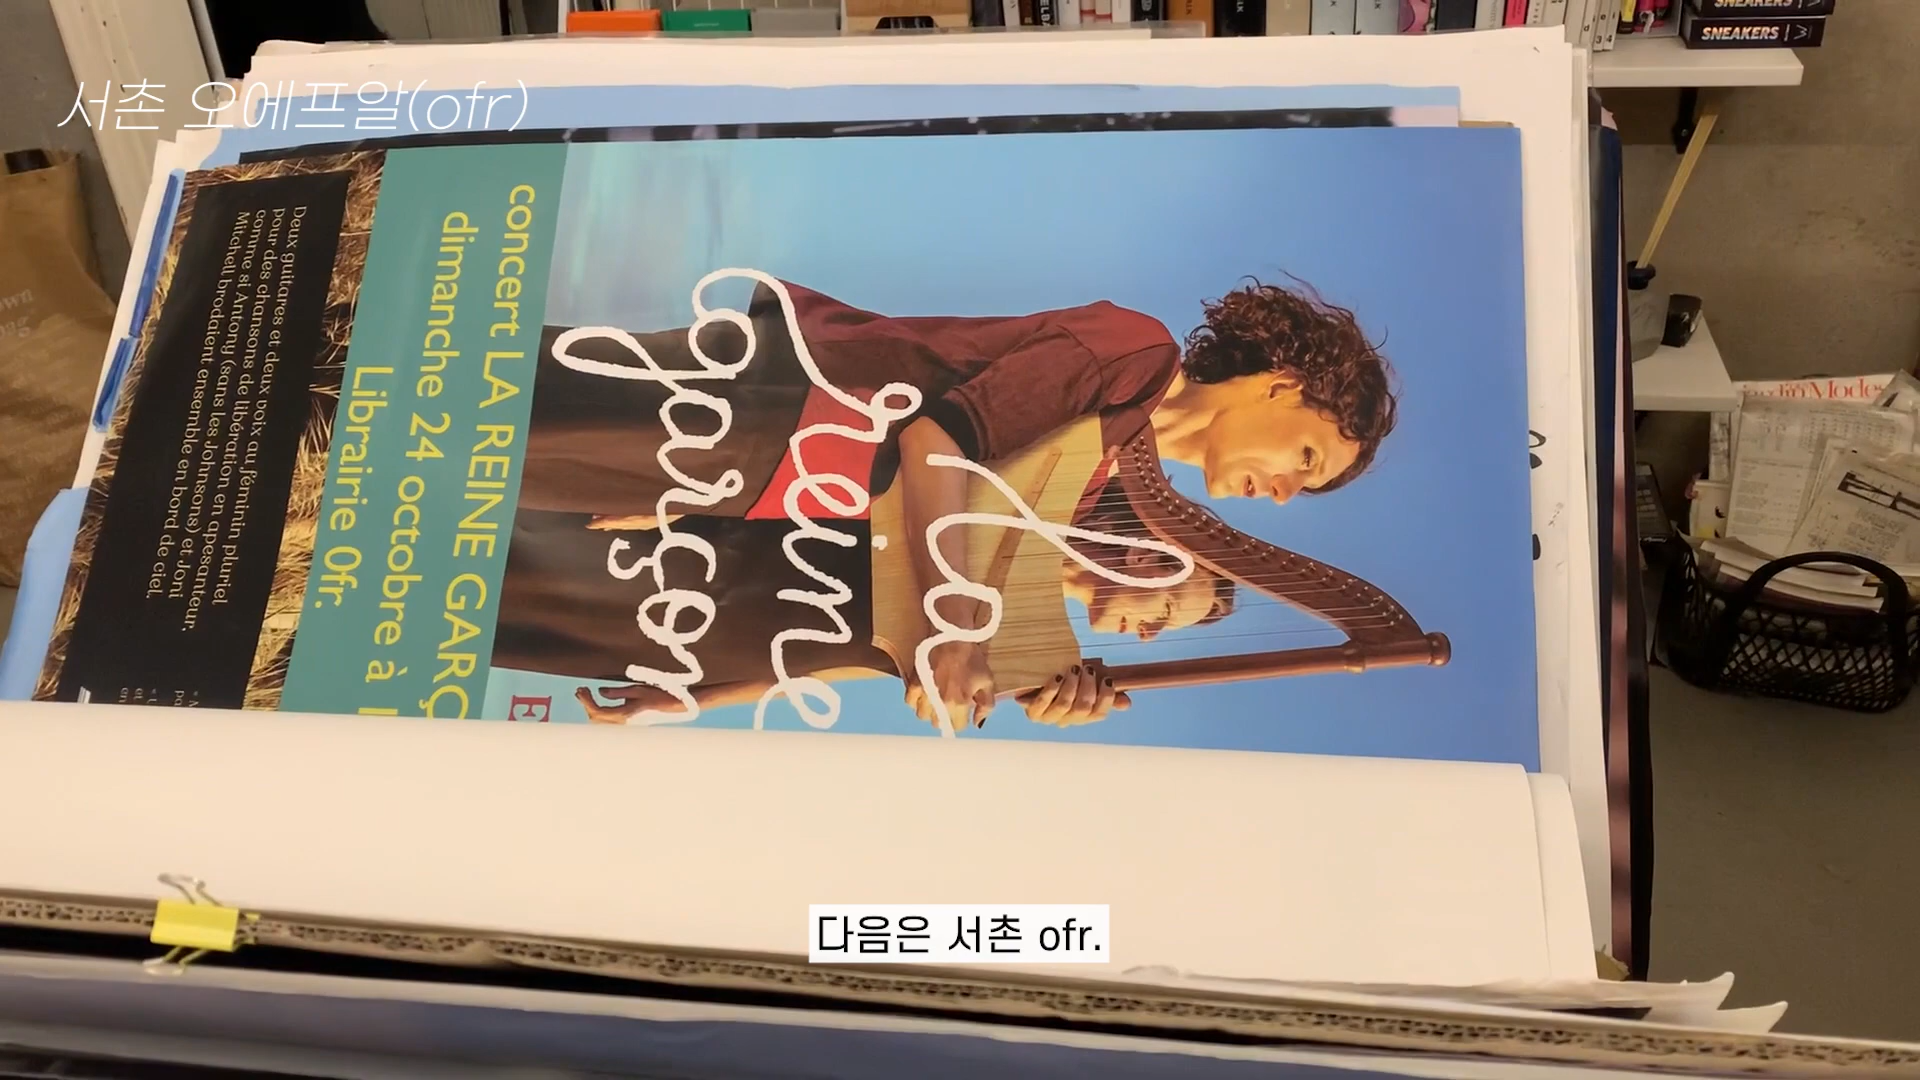 서촌 오에프알(ofr)
SNEAKERS
SNEAKERS
la
reine
garçon
concert LA REINE GARÇO
dimanche 24 octobre à l
Librairie Ofr.
Deux guitares et deux voix au féminin pluriel
pour des chansons de libération en apesanteur,
comme si Antony (sans les Johnsons) et Joni
Mitchell brodaient ensemble en bord de ciel.
다음은 서촌 ofr.